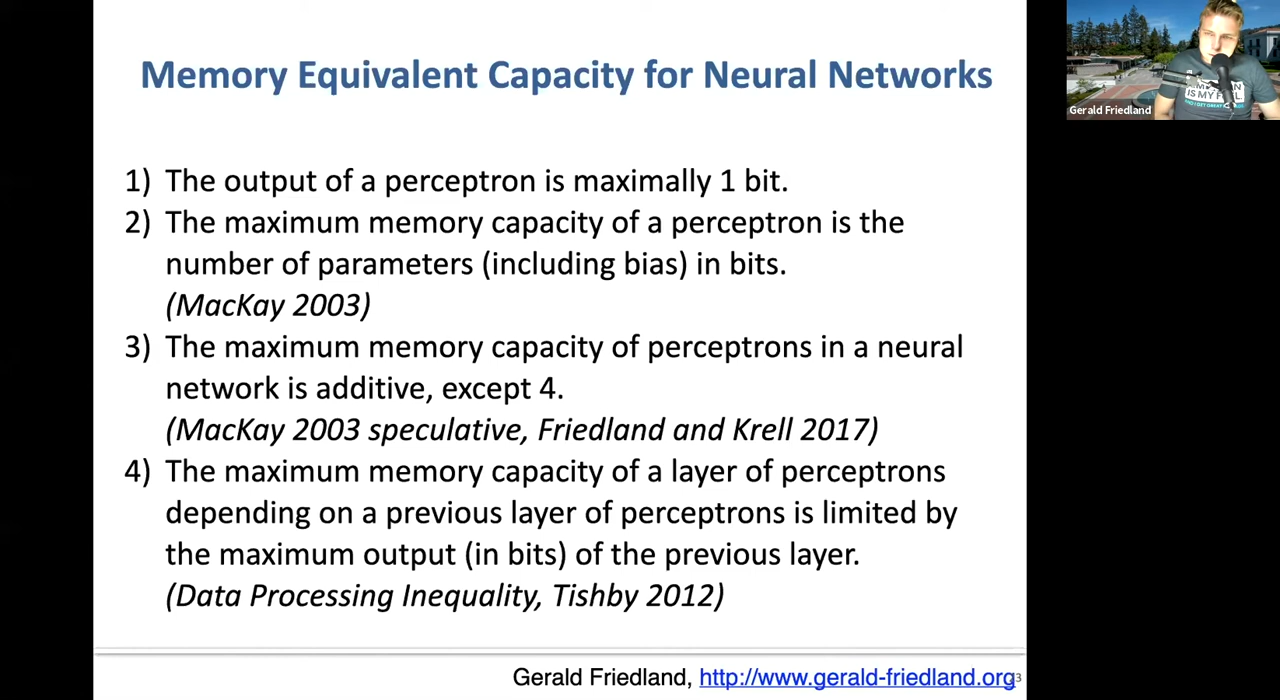 Memory Equivalent Capacity for Neural Networks
1) The output of a perceptron is maximally 1 bit.
2) The maximum memory capacity of a perceptron is the
number of parameters (including bias) in bits.
(MacKay 2003)
3) The maximum memory capacity of perceptrons in a neural
network is additive, except 4.
(MacKay 2003 speculative, Friedland and Krell 2017)
4) The maximum memory capacity of a layer of perceptrons
depending on a previous layer of perceptrons is limited by
the maximum output (in bits) of the previous layer.
(Data Processing Inequality, Tishby 2012)
Gerald Friedland, http://www.gerald-friedland.org
Gerald Friedland
IS MY